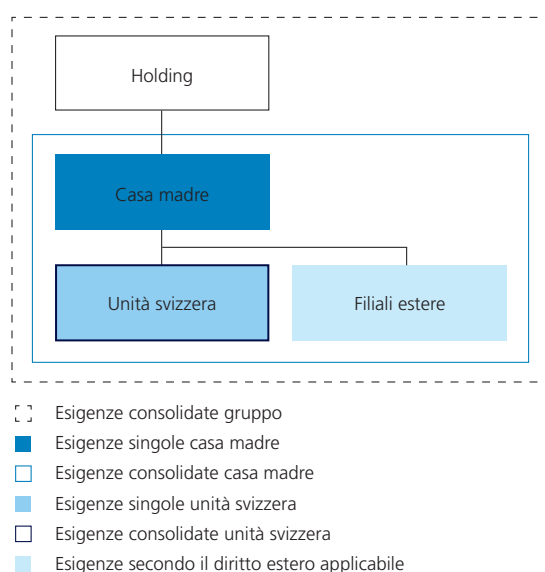 Holding
Casa madre
Unità svizzera
Filiali estere
Esigenze consolidate gruppo
Esigenze singole casa madre
Esigenze consolidate casa madre
Esigenze singole unità svizzera
Esigenze consolidate unità svizzera
Esigenze secondo il diritto estero applicabile